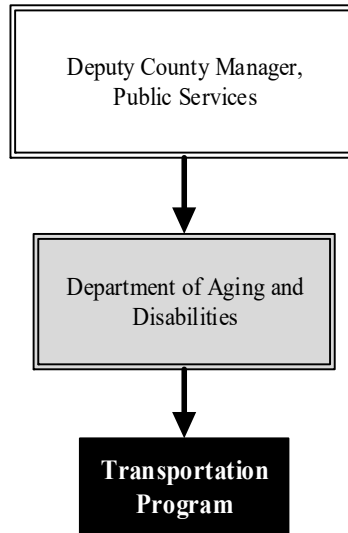 Deputy County Manager,
Public Services
Department of Aging and
Disabilities
Transportation
Program